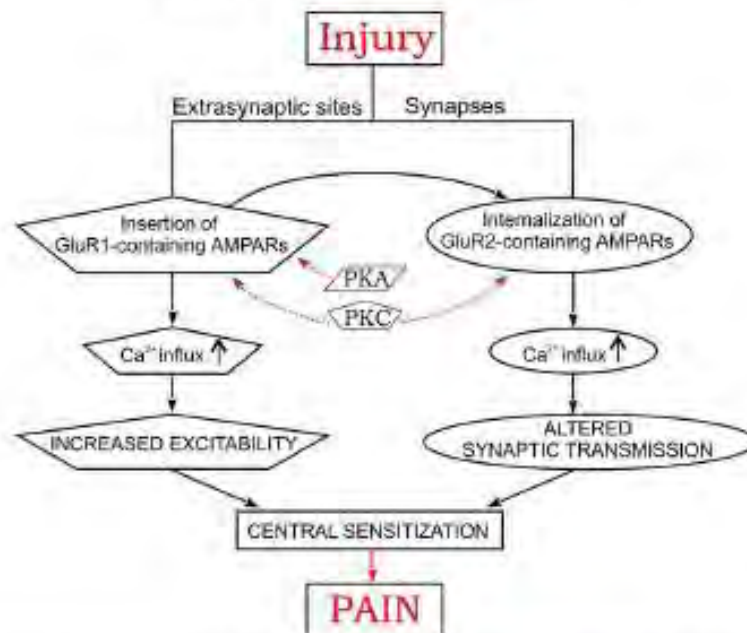 Injury
Extrasynaptic sites
Synapses
Insertion of
GluR1-containing AMPARs
Internalization of
GluR2-containing AMPARs
PKA
PKC
Ca²⁺ influx ↑
Ca²⁺ influx ↑
INCREASED EXCITABILITY
ALTERED
SYNAPTIC TRANSMISSION
CENTRAL SENSITIZATION
PAIN